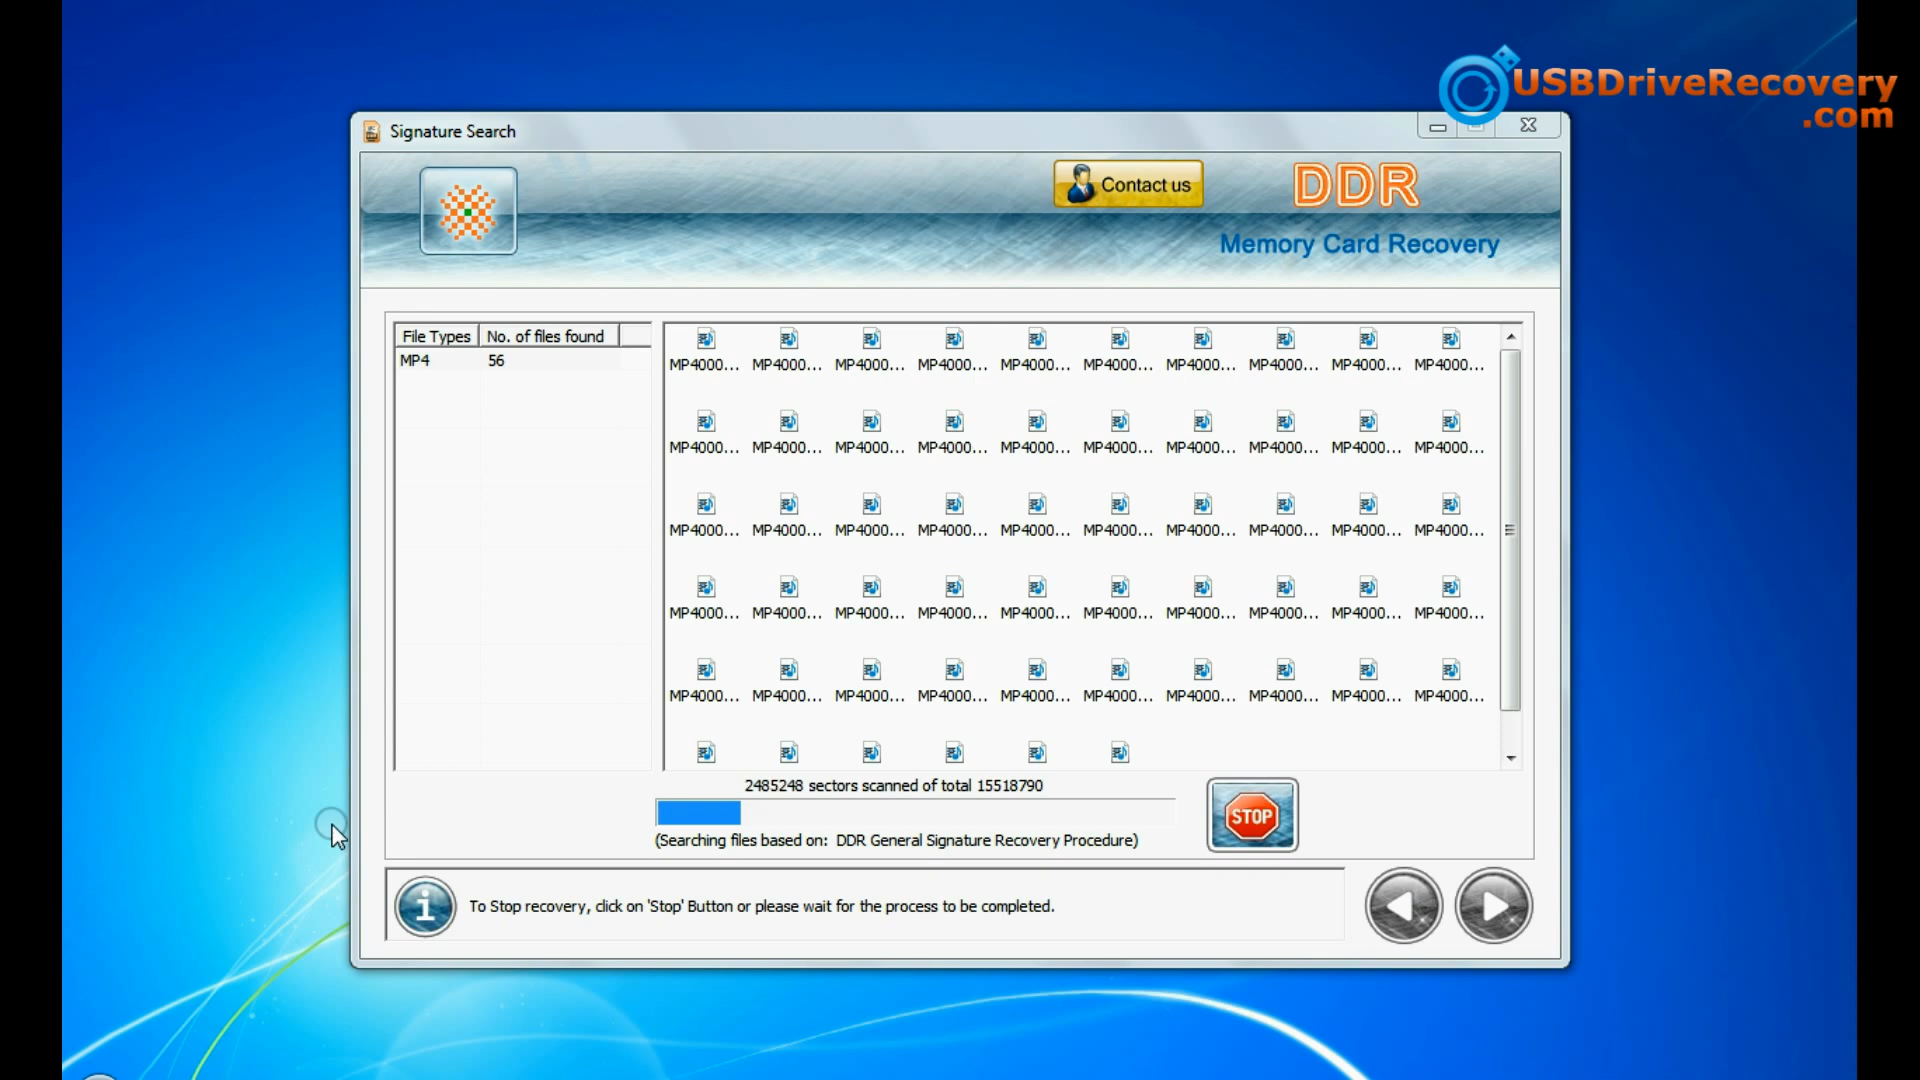 USBDriveRecovery
.com
Signature Search
Contact us
DDR
Memory Card Recovery
File Types No. of files found
MP4 56
MP4000... MP4000... MP4000... MP4000... MP4000... MP4000... MP4000... MP4000... MP4000... MP4000...
MP4000... MP4000... MP4000... MP4000... MP4000... MP4000... MP4000... MP4000... MP4000... MP4000...
MP4000... MP4000... MP4000... MP4000... MP4000... MP4000... MP4000... MP4000... MP4000... MP4000...
MP4000... MP4000... MP4000... MP4000... MP4000... MP4000... MP4000... MP4000... MP4000... MP4000...
MP4000... MP4000... MP4000... MP4000... MP4000... MP4000... MP4000... MP4000... MP4000... MP4000...
2485248 sectors scanned of total 15518790
STOP
(Searching files based on: DDR General Signature Recovery Procedure)
To Stop recovery, click on 'Stop' Button or please wait for the process to be completed.